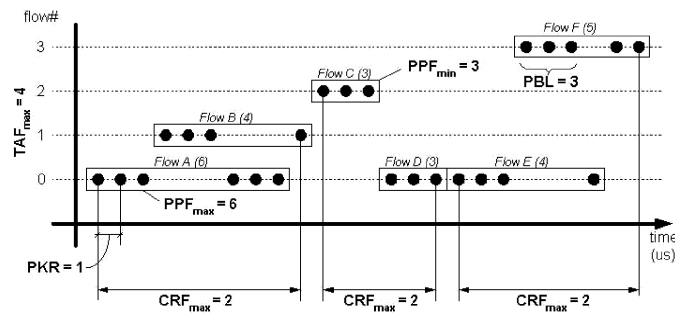 flow#
Flow F (5)
3
Flow C (3)
PPFmin = 3
PBL = 3
TAFmax = 4
2
Flow B (4)
1
Flow A (6)
Flow D (3)
Flow E (4)
0
PPFmax = 6
time
(us)
PKR = 1
CRFmax = 2
CRFmax = 2
CRFmax = 2